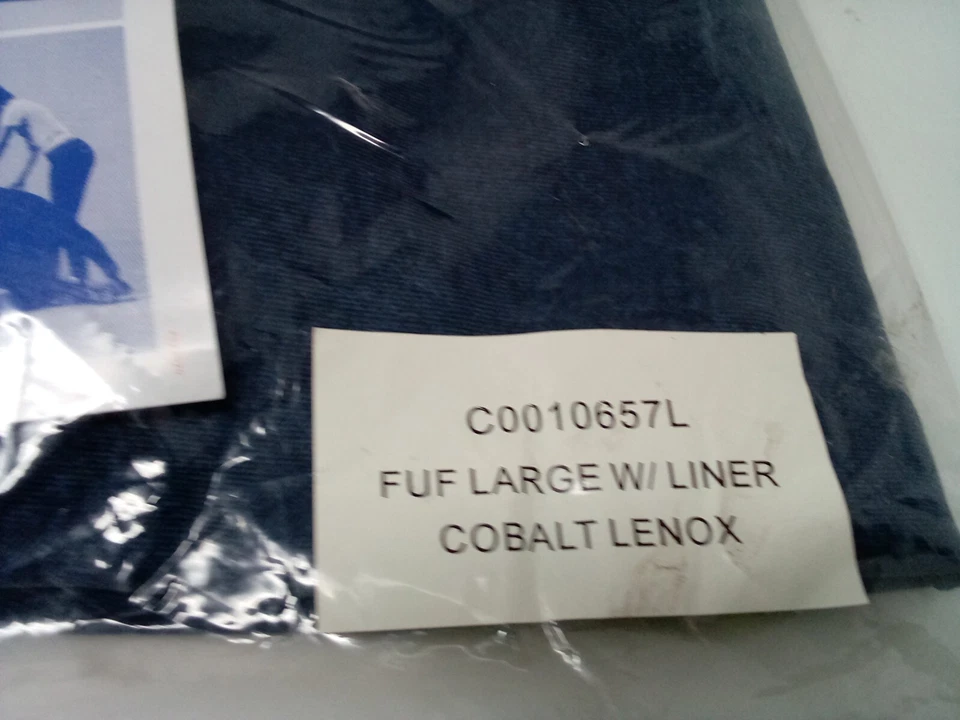 C0010657L
FUF LARGE W/ LINER
COBALT LENOX